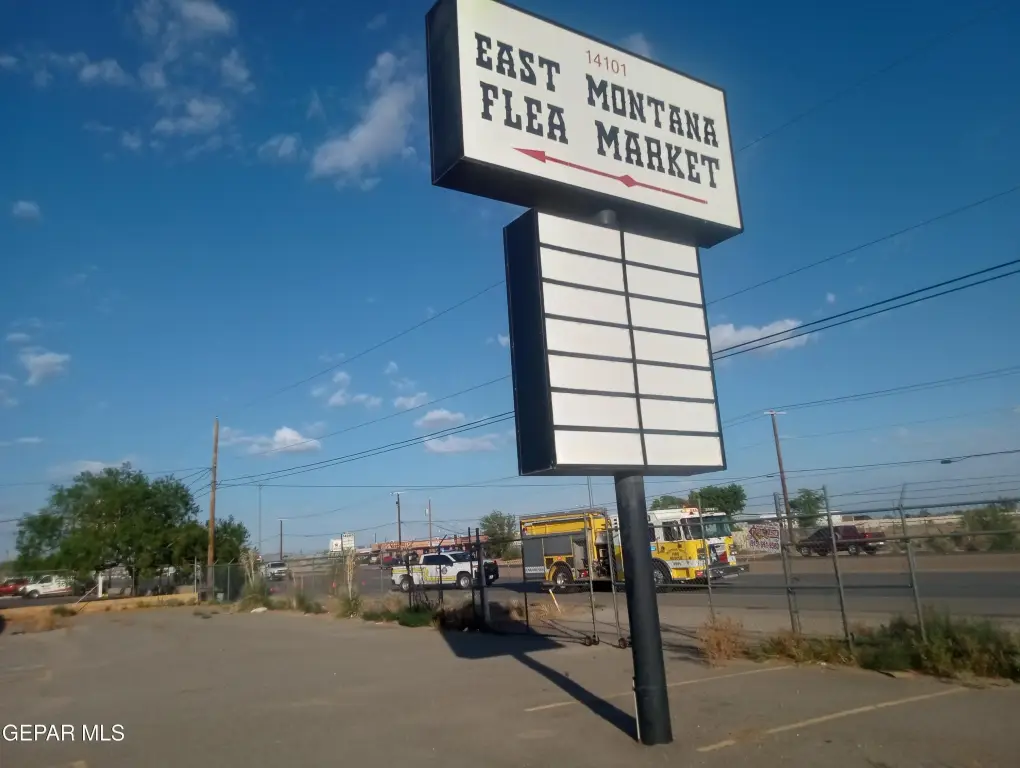 14101
EAST MONTANA
FLEA MARKET
GEPAR MLS